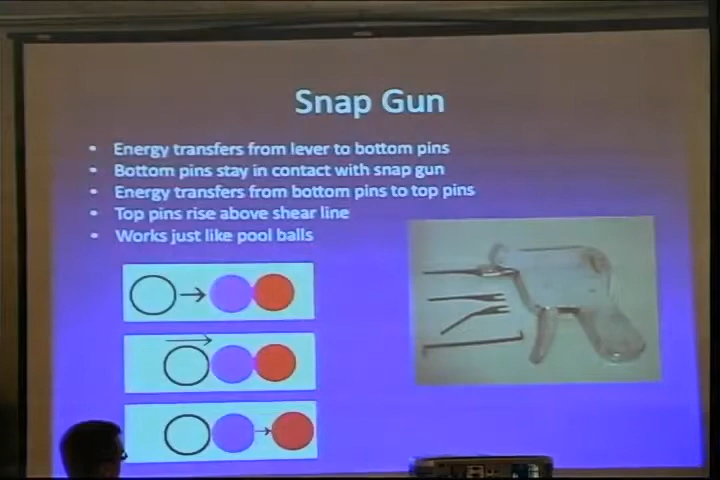 Snap Gun
• Energy transfers from lever to bottom pins
• Bottom pins stay in contact with snap gun
• Energy transfers from bottom pins to top pins
• Top pins rise above shear line
• Works just like pool balls